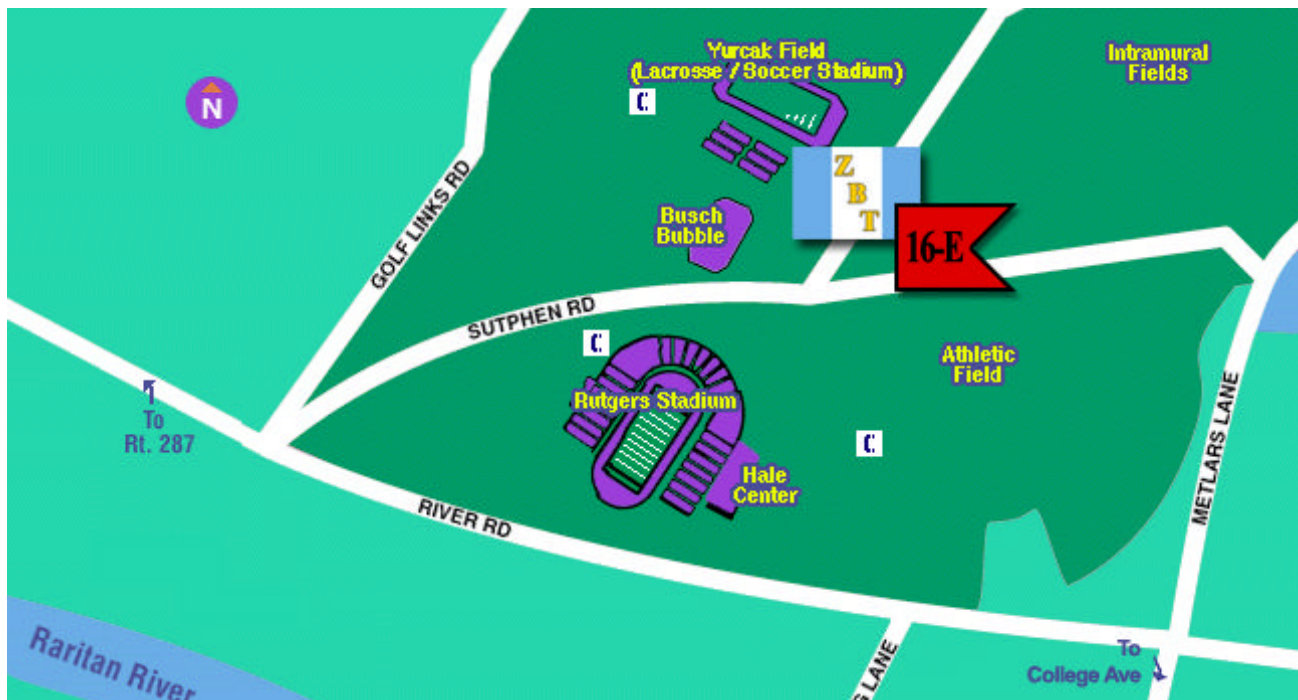 Yurcak Field
(Lacrosse / Soccer Stadium)
Intramural
Fields
N
C
Z
B
T
GOLF LINKS RD
Busch
Bubble
16-E
SUTPHEN RD
C
Athletic
Field
To
Rt. 287
Rutgers Stadium
METLARS LANE
C
Hale
Center
RIVER RD
Raritan River
LANE
To
College Ave